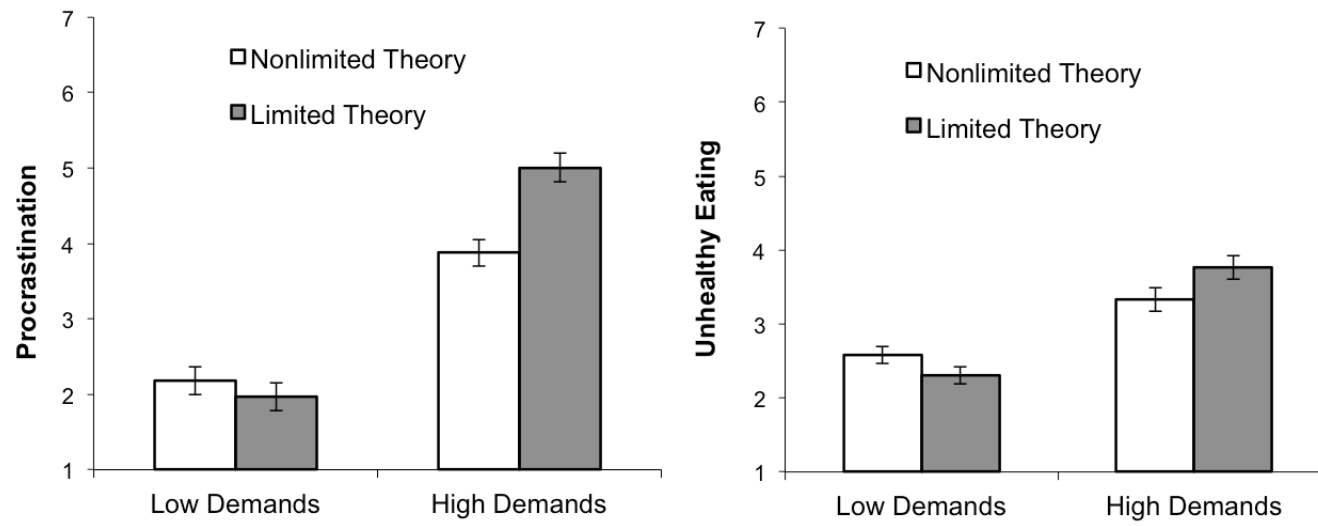 7
6
5
4
3
2
1
Procrastination
Nonlimited Theory
Limited Theory
Low Demands
High Demands
7
6
5
4
3
2
1
Unhealthy Eating
Nonlimited Theory
Limited Theory
Low Demands
High Demands